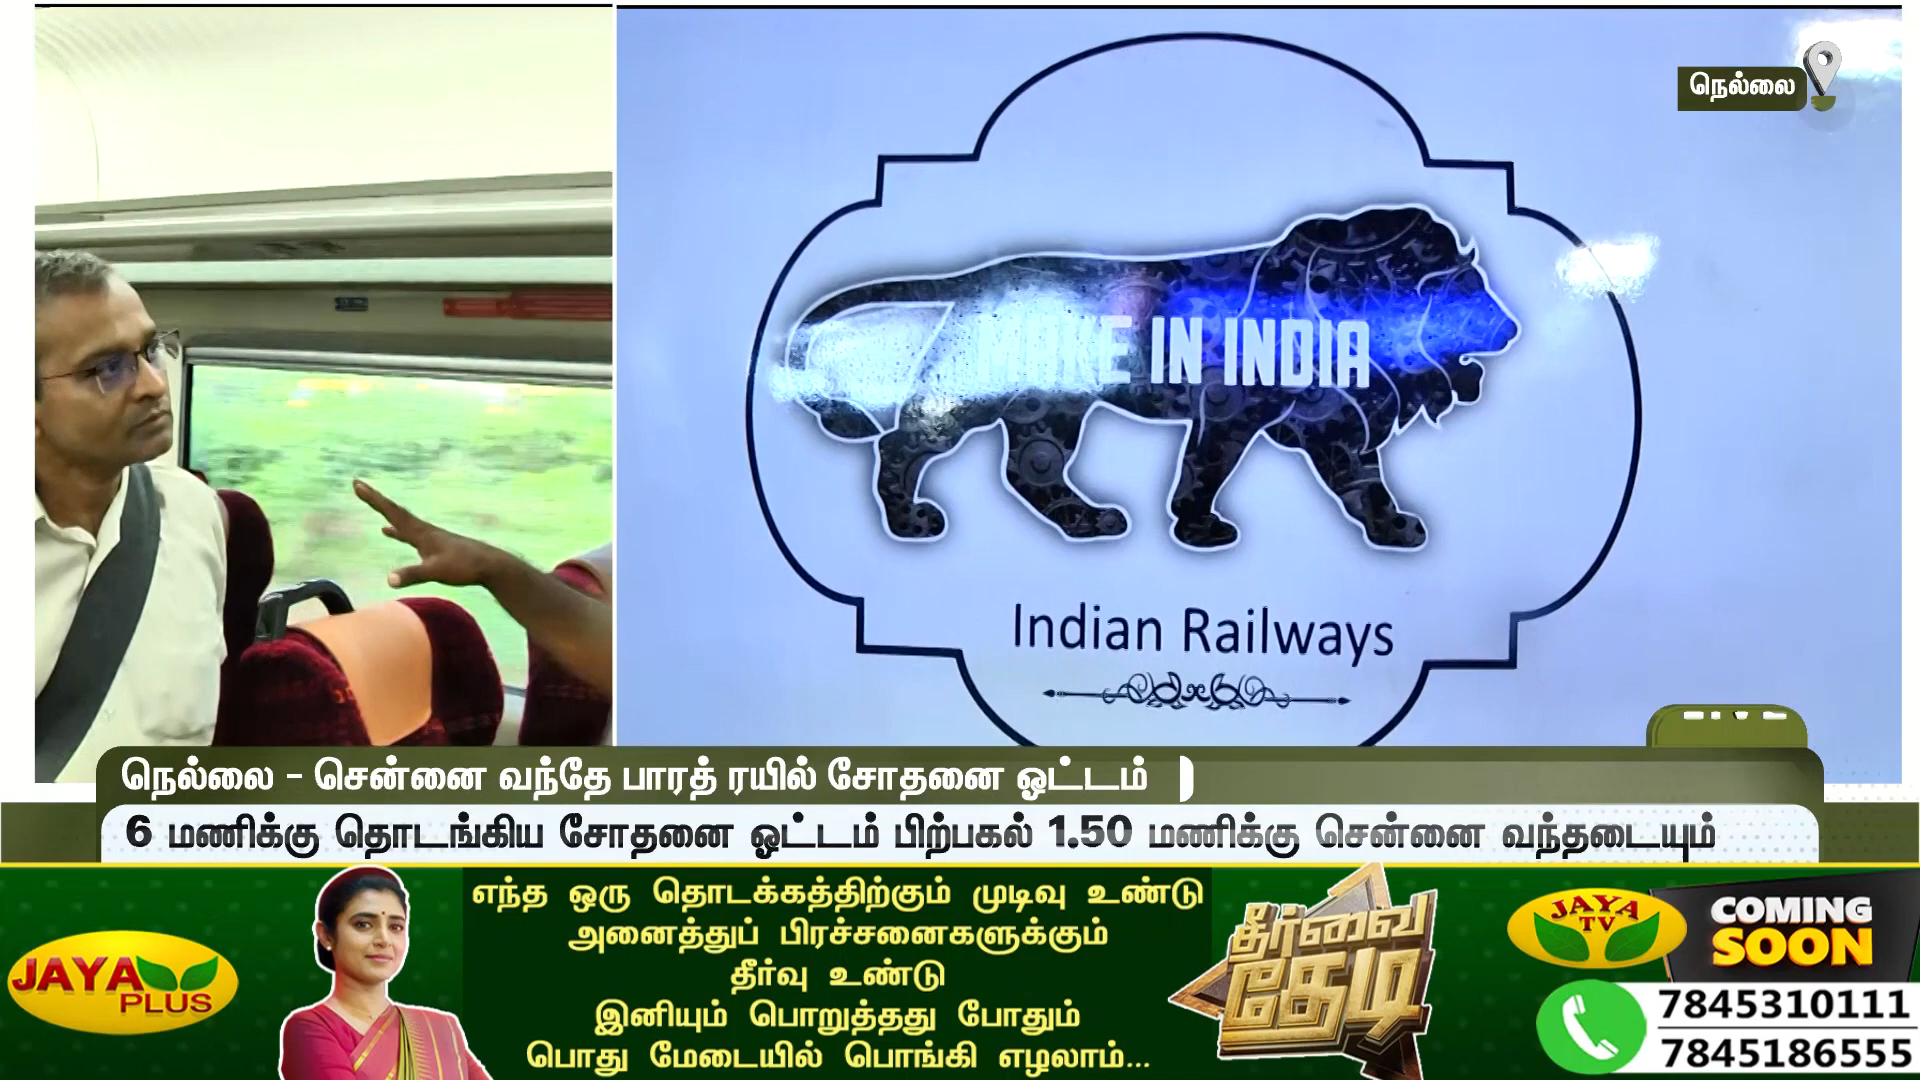 நெல்லை
MAKE IN INDIA
Indian Railways
நெல்லை - சென்னை வந்தே பாரத் ரயில் சோதனை ஓட்டம்
6 மணிக்கு தொடங்கிய சோதனை ஓட்டம் பிற்பகல் 1.50 மணிக்கு சென்னை வந்தடையும்
JAYA
PLUS
எந்த ஒரு தொடக்கத்திற்கும் முடிவு உண்டு
அனைத்துப் பிரச்சனைகளுக்கும்
தீர்வு உண்டு
இனியும் பொறுத்தது போதும்
பொது மேடையில் பொங்கி எழலாம்...
தீர்வை
தேடி
JAYA
TV
COMING
SOON
7845310111
7845186555